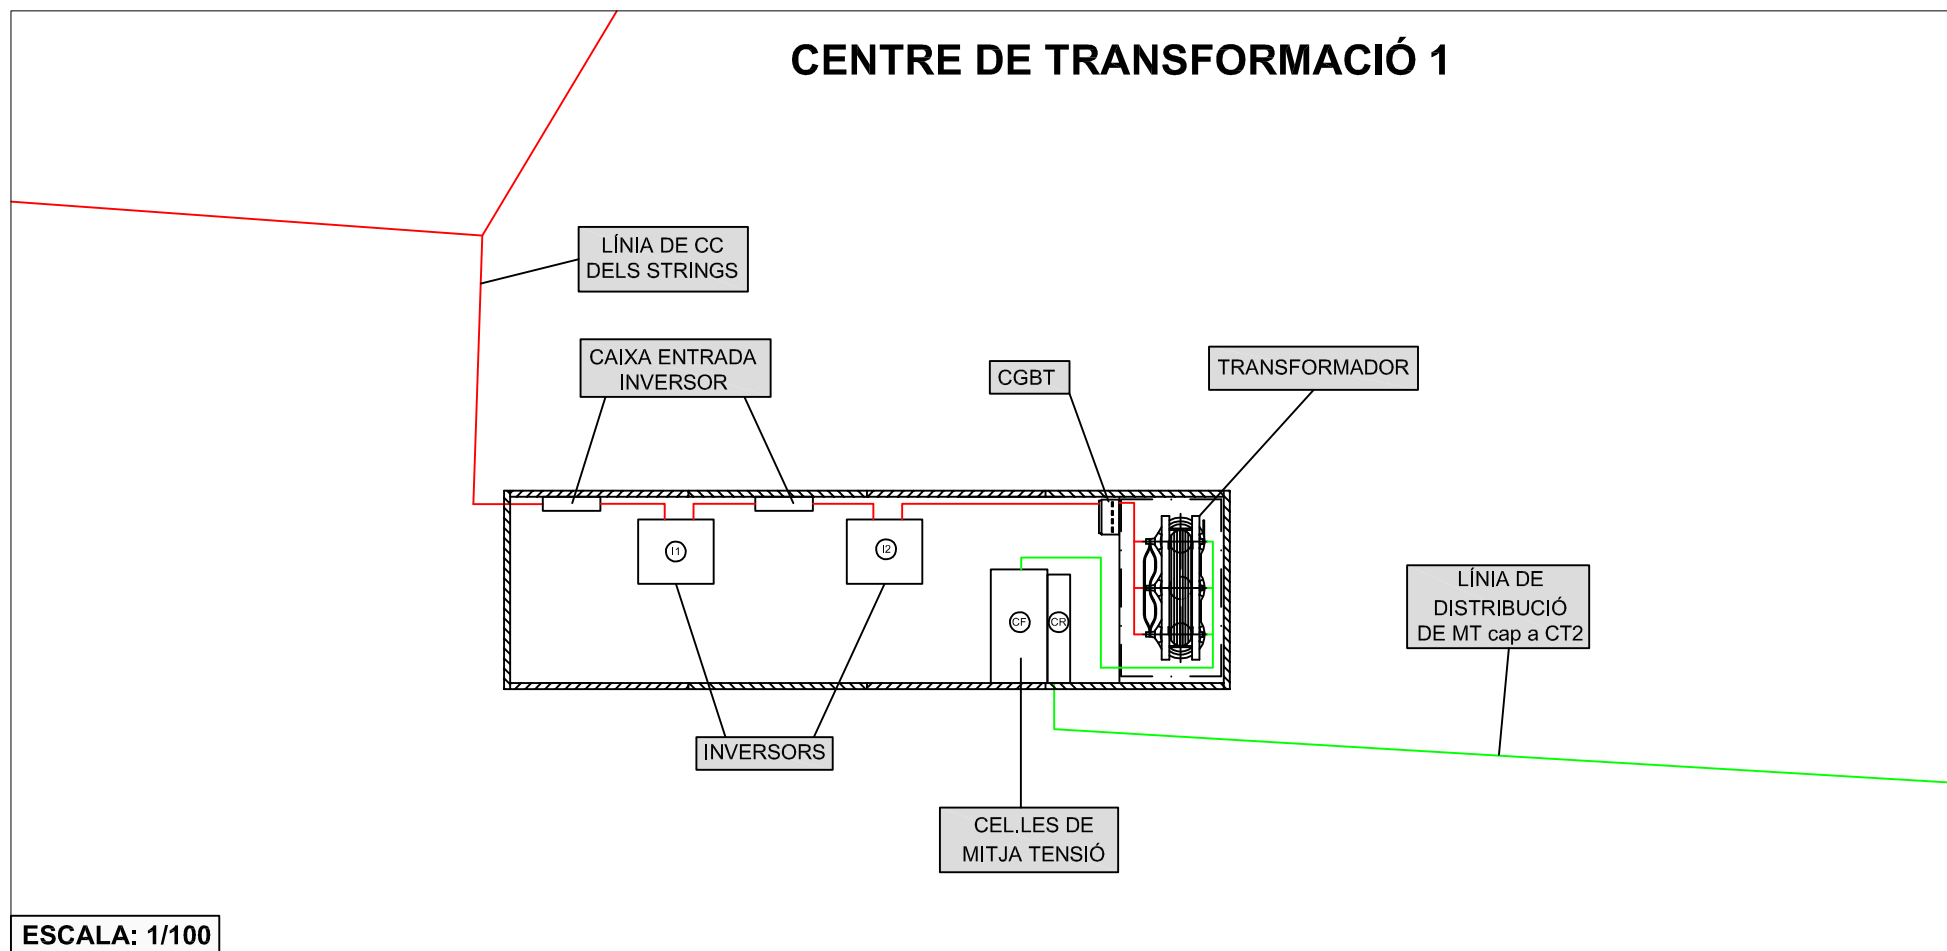 CENTRE DE TRANSFORMACIÓ 1
LÍNIA DE CC
DELS STRINGS
CAIXA ENTRADA
INVERSOR
CGBT
TRANSFORMADOR
I1
I2
CF
CR
LÍNIA DE
DISTRIBUCIÓ
DE MT cap a CT2
INVERSORS
CEL.LES DE
MITJA TENSIÓ
ESCALA: 1/100